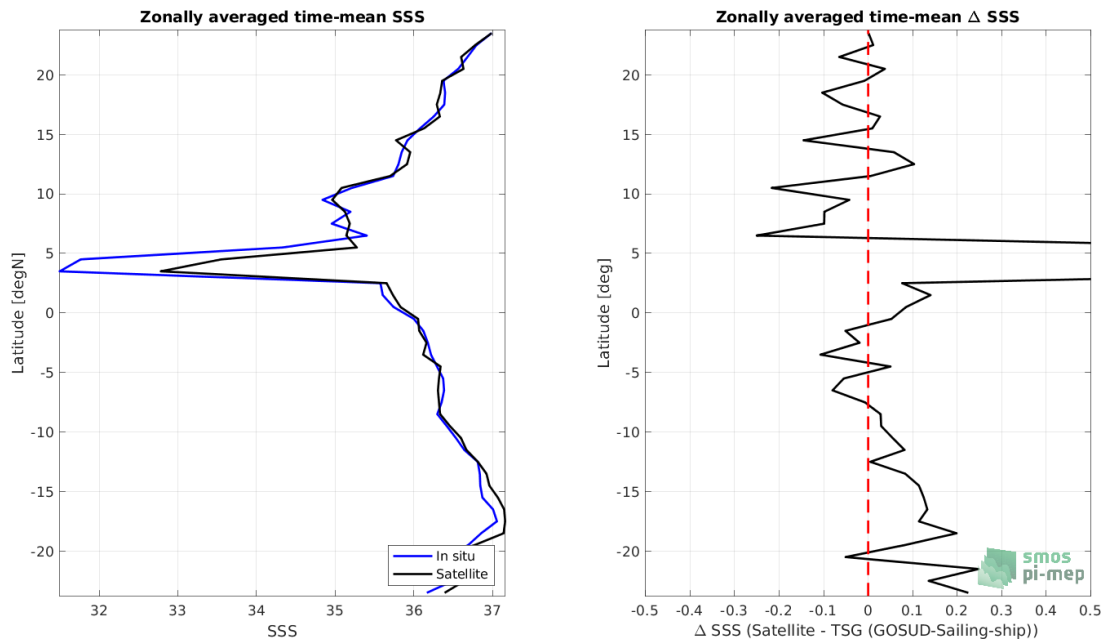 Zonally averaged time-mean SSS
20
15
10
5
0
-5
-10
-15
-20
Latitude [degN]
32 33 34 35 36 37
SSS
In situ
Satellite
Zonally averaged time-mean Δ SSS
20
15
10
5
0
-5
-10
-15
-20
Latitude [deg]
-0.5 -0.4 -0.3 -0.2 -0.1 0 0.1 0.2 0.3 0.4 0.5
Δ SSS (Satellite - TSG (GOSUD-Sailing-ship))
smos
pi-mep